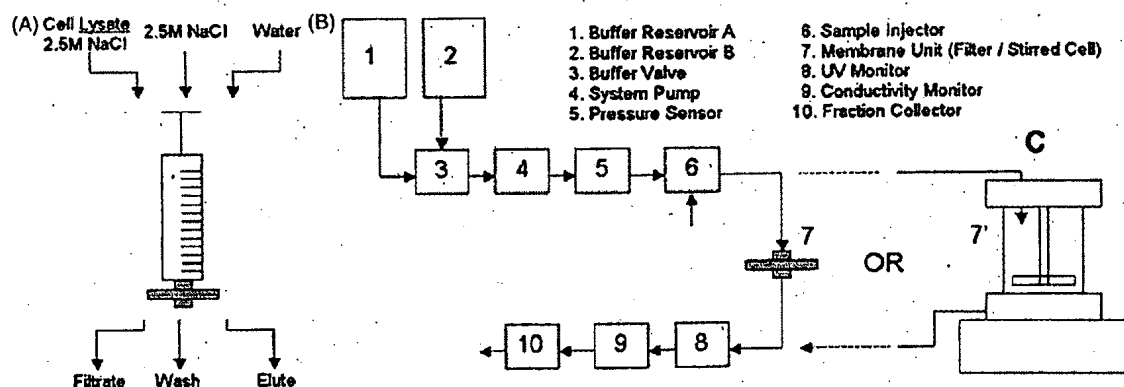 (A)
Cell Lysate
2.5M NaCl
2.5M NaCl
Water
Filtrate
Wash
Elute
(B)
1
2
3
4
5
6
7
8
9
10
OR
C
7'
1. Buffer Reservoir A
2. Buffer Reservoir B
3. Buffer Valve
4. System Pump
5. Pressure Sensor
6. Sample Injector
7. Membrane Unit (Filter / Stirred Cell)
8. UV Monitor
9. Conductivity Monitor
10. Fraction Collector